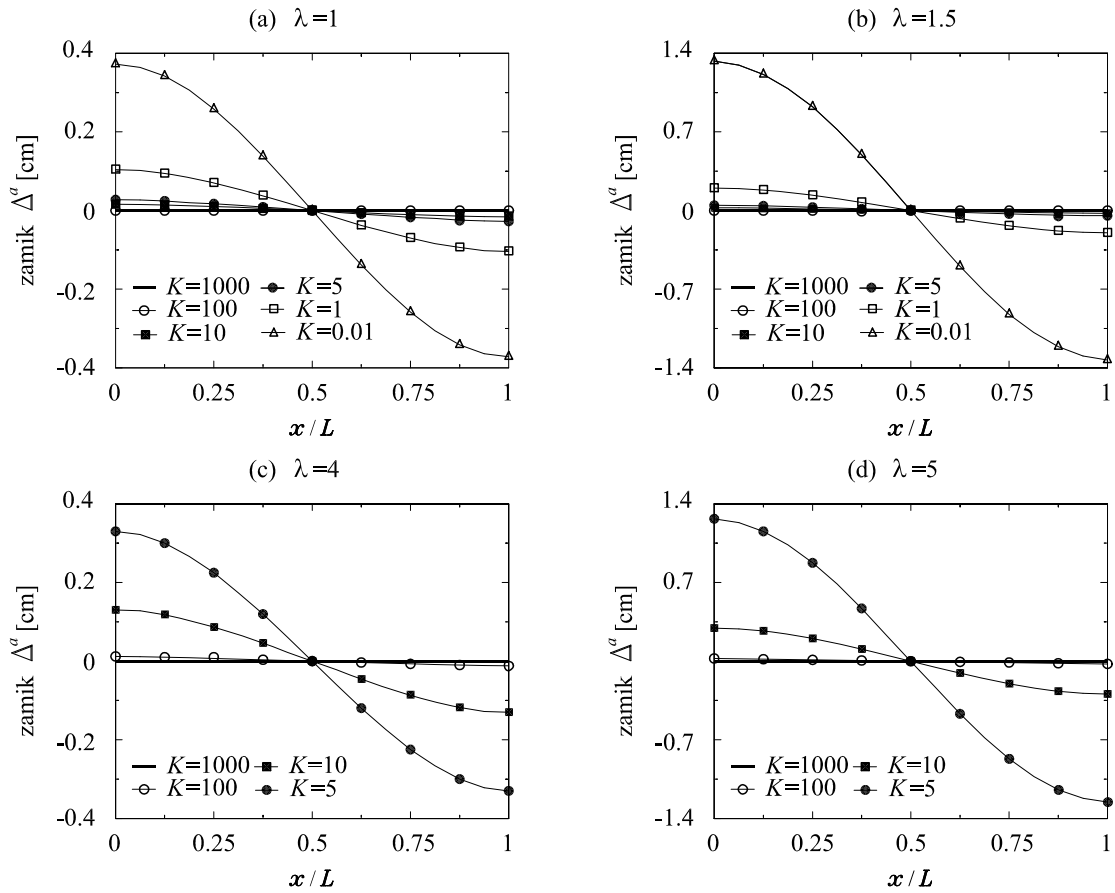 (a) λ=1
zamik Δᵃ [cm]
0.4
0.2
0
-0.2
-0.4
K=1000
K=100
K=10
K=5
K=1
K=0.01
0 0.25 0.5 0.75 1
x/L
(b) λ=1.5
zamik Δᵃ [cm]
1.4
0.7
0
-0.7
-1.4
K=1000
K=100
K=10
K=5
K=1
K=0.01
0 0.25 0.5 0.75 1
x/L
(c) λ=4
zamik Δᵃ [cm]
0.4
0.2
0
-0.2
-0.4
K=1000
K=100
K=10
K=5
0 0.25 0.5 0.75 1
x/L
(d) λ=5
zamik Δᵃ [cm]
1.4
0.7
0
-0.7
-1.4
K=1000
K=100
K=10
K=5
0 0.25 0.5 0.75 1
x/L